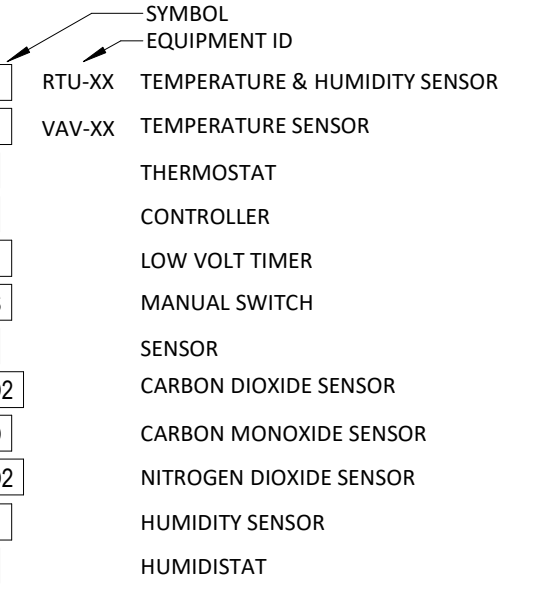 SYMBOL
EQUIPMENT ID
RTU-XX TEMPERATURE & HUMIDITY SENSOR
VAV-XX TEMPERATURE SENSOR
THERMOSTAT
CONTROLLER
LOW VOLT TIMER
MANUAL SWITCH
SENSOR
CARBON DIOXIDE SENSOR
CARBON MONOXIDE SENSOR
NITROGEN DIOXIDE SENSOR
HUMIDITY SENSOR
HUMIDISTAT